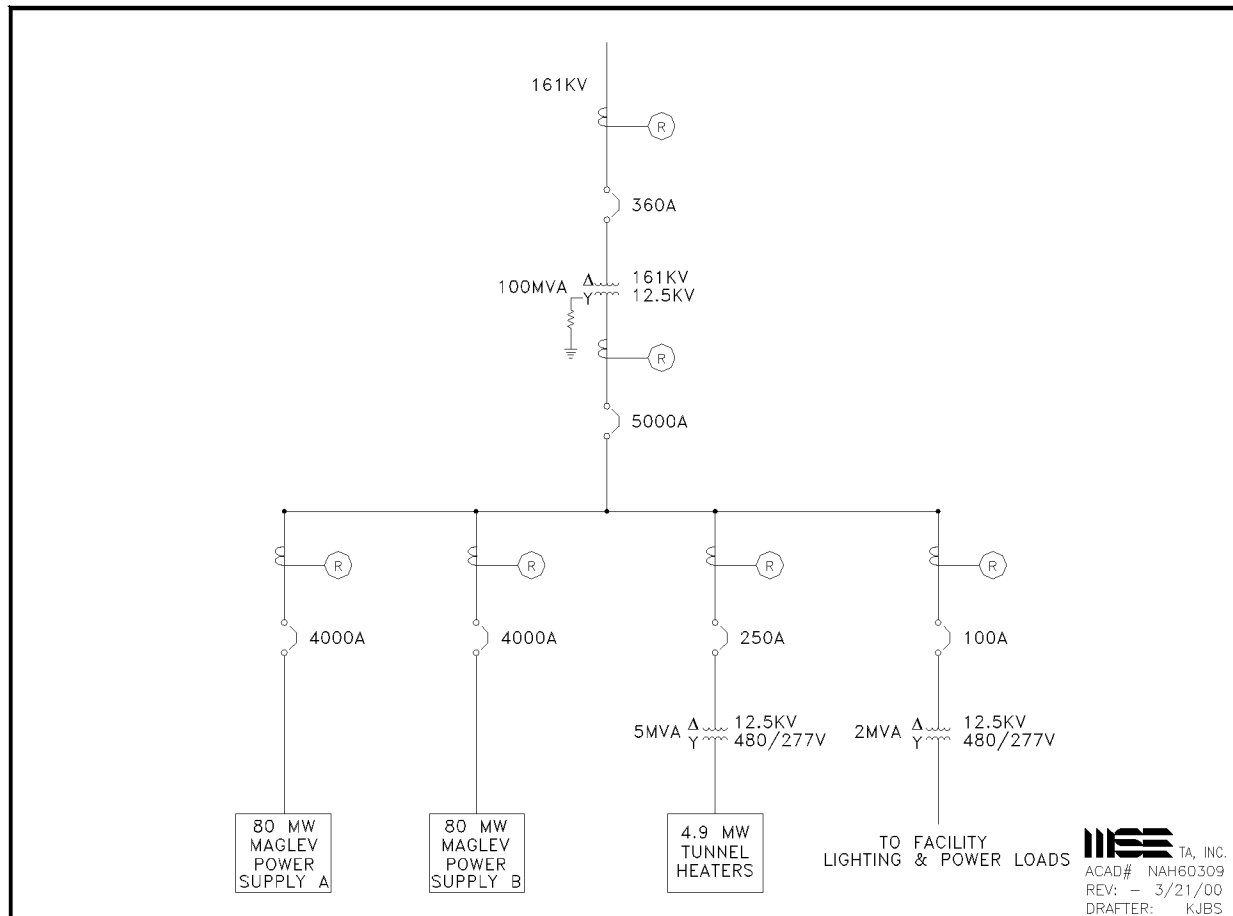 161KV
R
360A
100MVA Δ 161KV
Y 12.5KV
R
5000A
R
R
R
R
4000A
4000A
250A
100A
5MVA Δ 12.5KV
Y 480/277V
2MVA Δ 12.5KV
Y 480/277V
80 MW
MAGLEV
POWER
SUPPLY A
80 MW
MAGLEV
POWER
SUPPLY B
4.9 MW
TUNNEL
HEATERS
TO FACILITY
LIGHTING & POWER LOADS
MSE TA, INC.
ACAD# NAH60309
REV: - 3/21/00
DRAFTER: KJBS